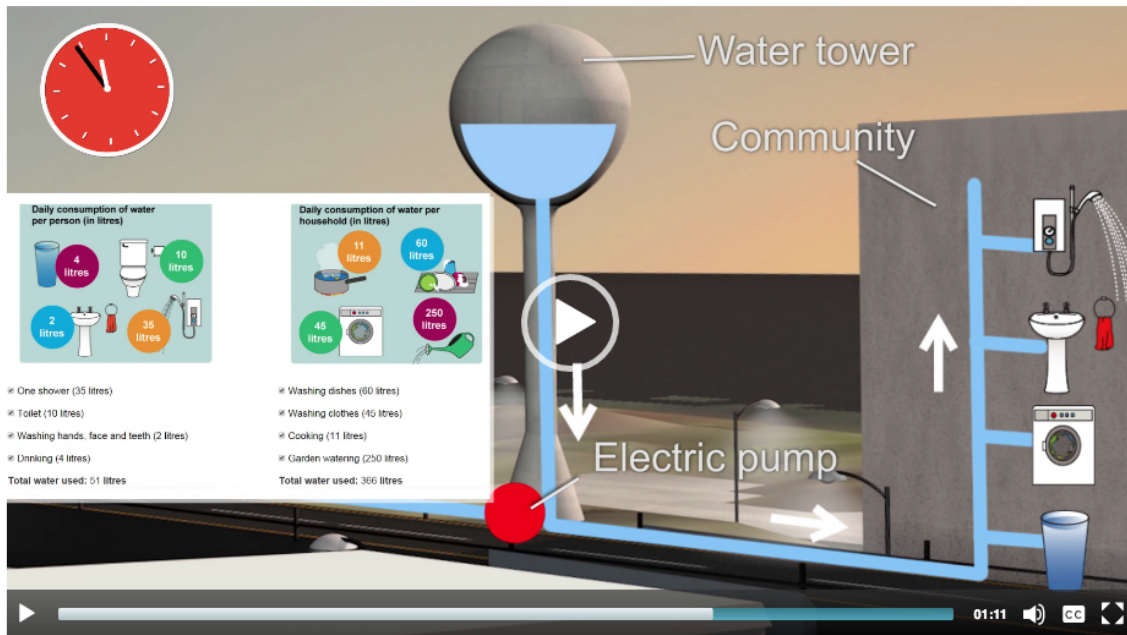 Water tower
Community
Daily consumption of water
per person (in litres)
4
litres
10
litres
2
litres
35
litres
Daily consumption of water per
household (in litres)
11
litres
60
litres
45
litres
250
litres
One shower (35 litres)
Toilet (10 litres)
Washing hands, face and teeth (2 litres)
Drinking (4 litres)
Total water used: 51 litres
Washing dishes (60 litres)
Washing clothes (45 litres)
Cooking (11 litres)
Garden watering (250 litres)
Total water used: 366 litres
Electric pump
01:11
CC